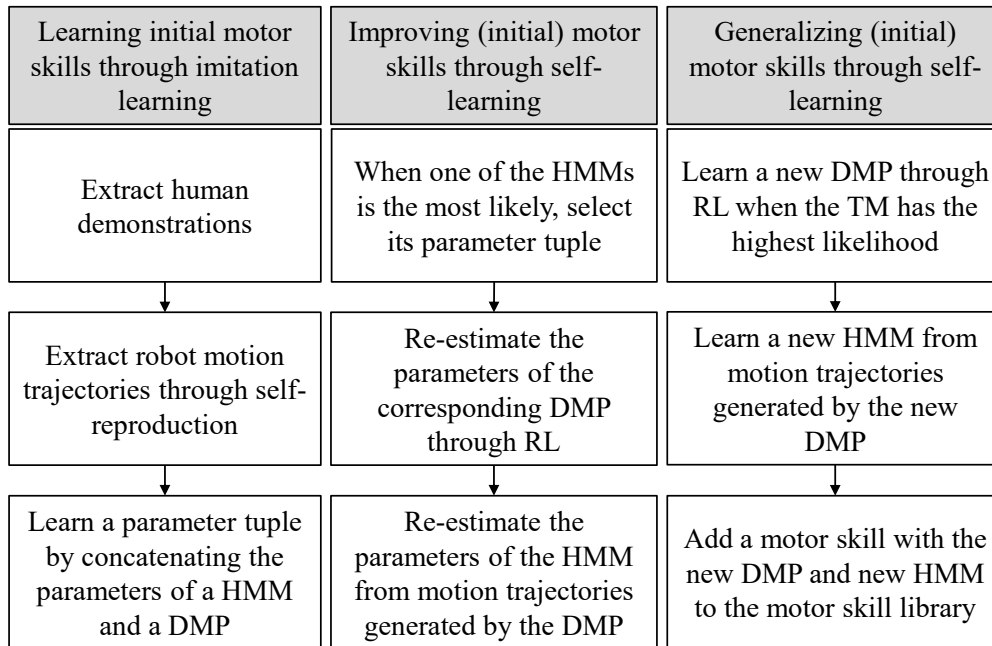 Learning initial motor
skills through imitation
learning
Improving (initial) motor
skills through self-
learning
Generalizing (initial)
motor skills through self-
learning
Extract human
demonstrations
When one of the HMMs
is the most likely, select
its parameter tuple
Learn a new DMP through
RL when the TM has the
highest likelihood
Extract robot motion
trajectories through self-
reproduction
Re-estimate the
parameters of the
corresponding DMP
through RL
Learn a new HMM from
motion trajectories
generated by the new
DMP
Learn a parameter tuple
by concatenating the
parameters of a HMM
and a DMP
Re-estimate the
parameters of the HMM
from motion trajectories
generated by the DMP
Add a motor skill with the
new DMP and new HMM
to the motor skill library